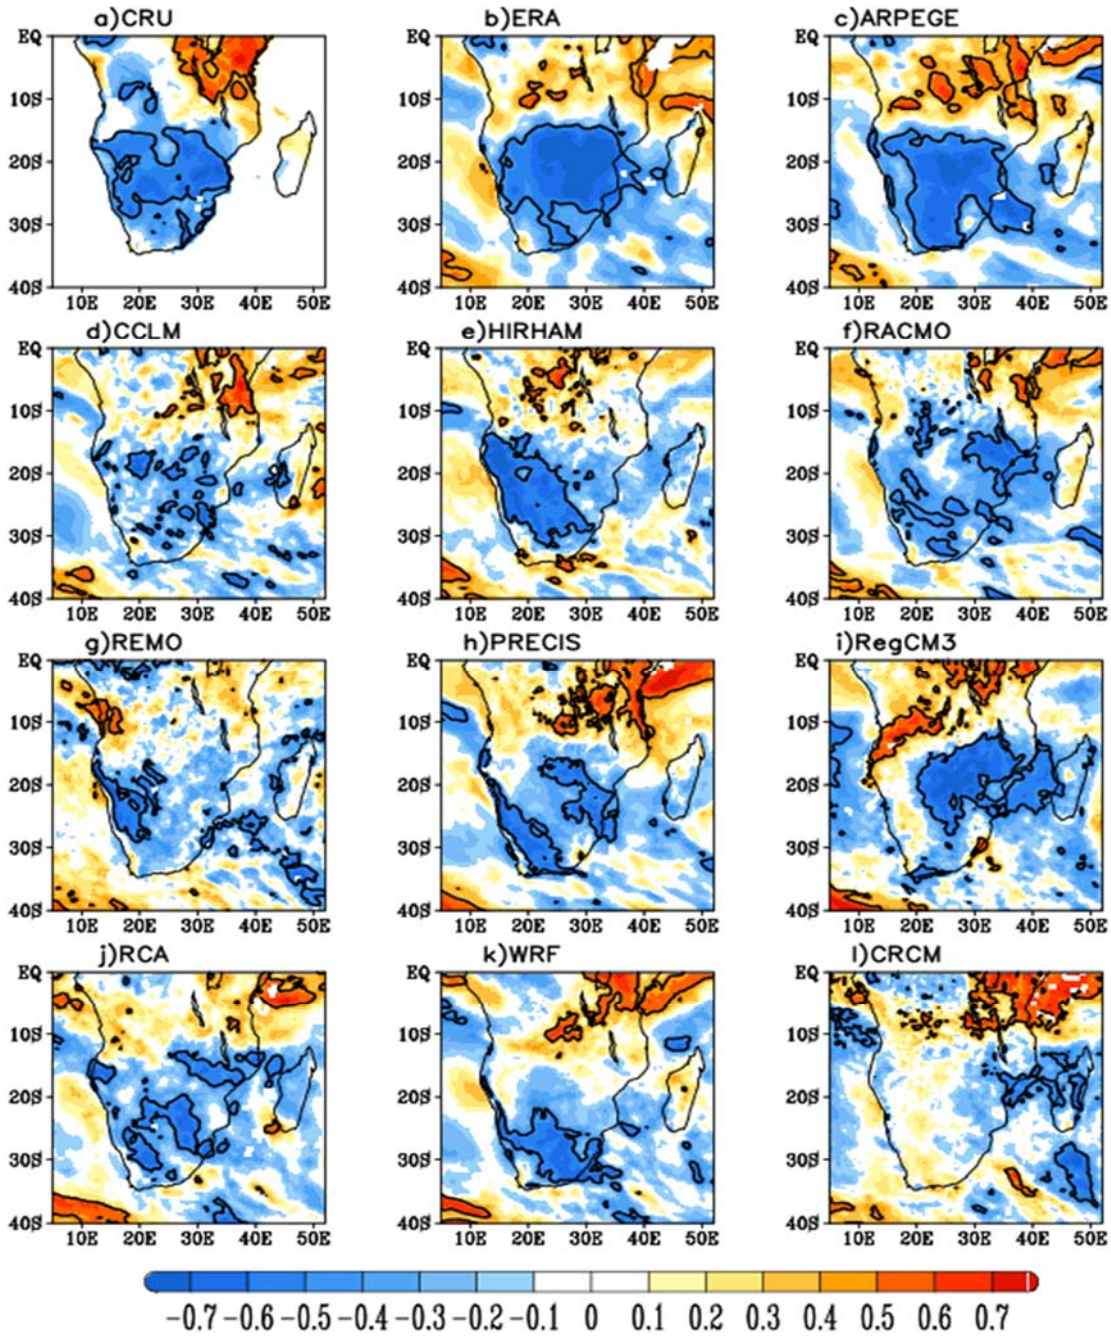 a)CRU b)ERA c)ARPEGE
EQ EQ EQ
10S 10S 10S
20S 20S 20S
30S 30S 30S
40S 40S 40S
10E 20E 30E 40E 50E 10E 20E 30E 40E 50E 10E 20E 30E 40E 50E
d)CCLM e)HIRHAM f)RACMO
EQ EQ EQ
10S 10S 10S
20S 20S 20S
30S 30S 30S
40S 40S 40S
10E 20E 30E 40E 50E 10E 20E 30E 40E 50E 10E 20E 30E 40E 50E
g)REMO h)PRECIS i)RegCM3
EQ EQ EQ
10S 10S 10S
20S 20S 20S
30S 30S 30S
40S 40S 40S
10E 20E 30E 40E 50E 10E 20E 30E 40E 50E 10E 20E 30E 40E 50E
j)RCA k)WRF l)CRCM
EQ EQ EQ
10S 10S 10S
20S 20S 20S
30S 30S 30S
40S 40S 40S
10E 20E 30E 40E 50E 10E 20E 30E 40E 50E 10E 20E 30E 40E 50E
-0.7 -0.6 -0.5 -0.4 -0.3 -0.2 -0.1 0 0.1 0.2 0.3 0.4 0.5 0.6 0.7